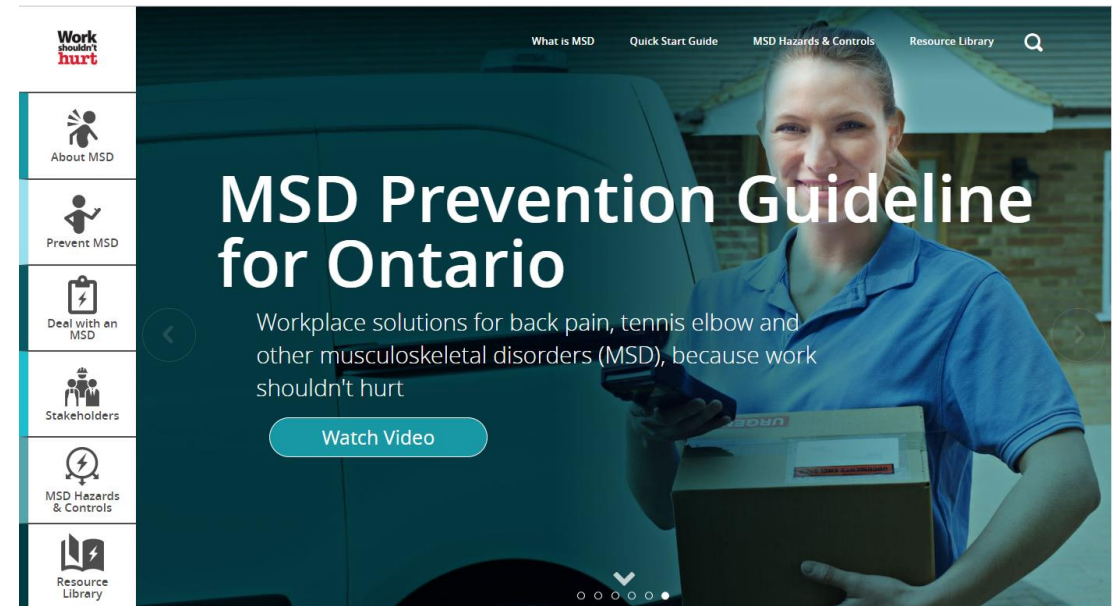 Work
shouldn't
hurt
What is MSD
Quick Start Guide
MSD Hazards & Controls
Resource Library
About MSD
Prevent MSD
Deal with an
MSD
Stakeholders
MSD Hazards
& Controls
Resource
Library
MSD Prevention Guideline
for Ontario
Workplace solutions for back pain, tennis elbow and
other musculoskeletal disorders (MSD), because work
shouldn't hurt
Watch Video
URGENT